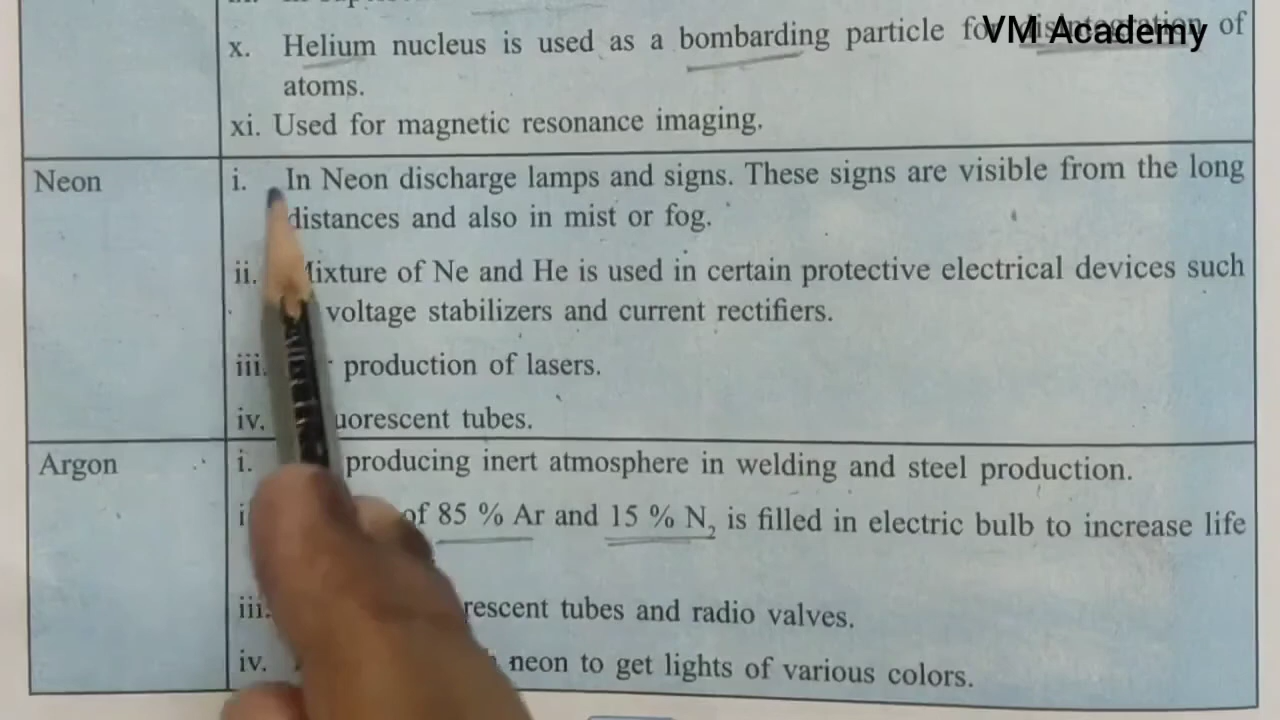 VM Academy
x. Helium nucleus is used as a bombarding particle for disintegration of
atoms.
xi. Used for magnetic resonance imaging.
Neon
i. In Neon discharge lamps and signs. These signs are visible from the long
distances and also in mist or fog.
ii. Mixture of Ne and He is used in certain protective electrical devices such
voltage stabilizers and current rectifiers.
iii. production of lasers.
iv. tubes.
Argon
i. producing inert atmosphere in welding and steel production.
of 85 % Ar and 15 % N₂ is filled in electric bulb to increase life
iii. tubes and radio valves.
iv. neon to get lights of various colors.